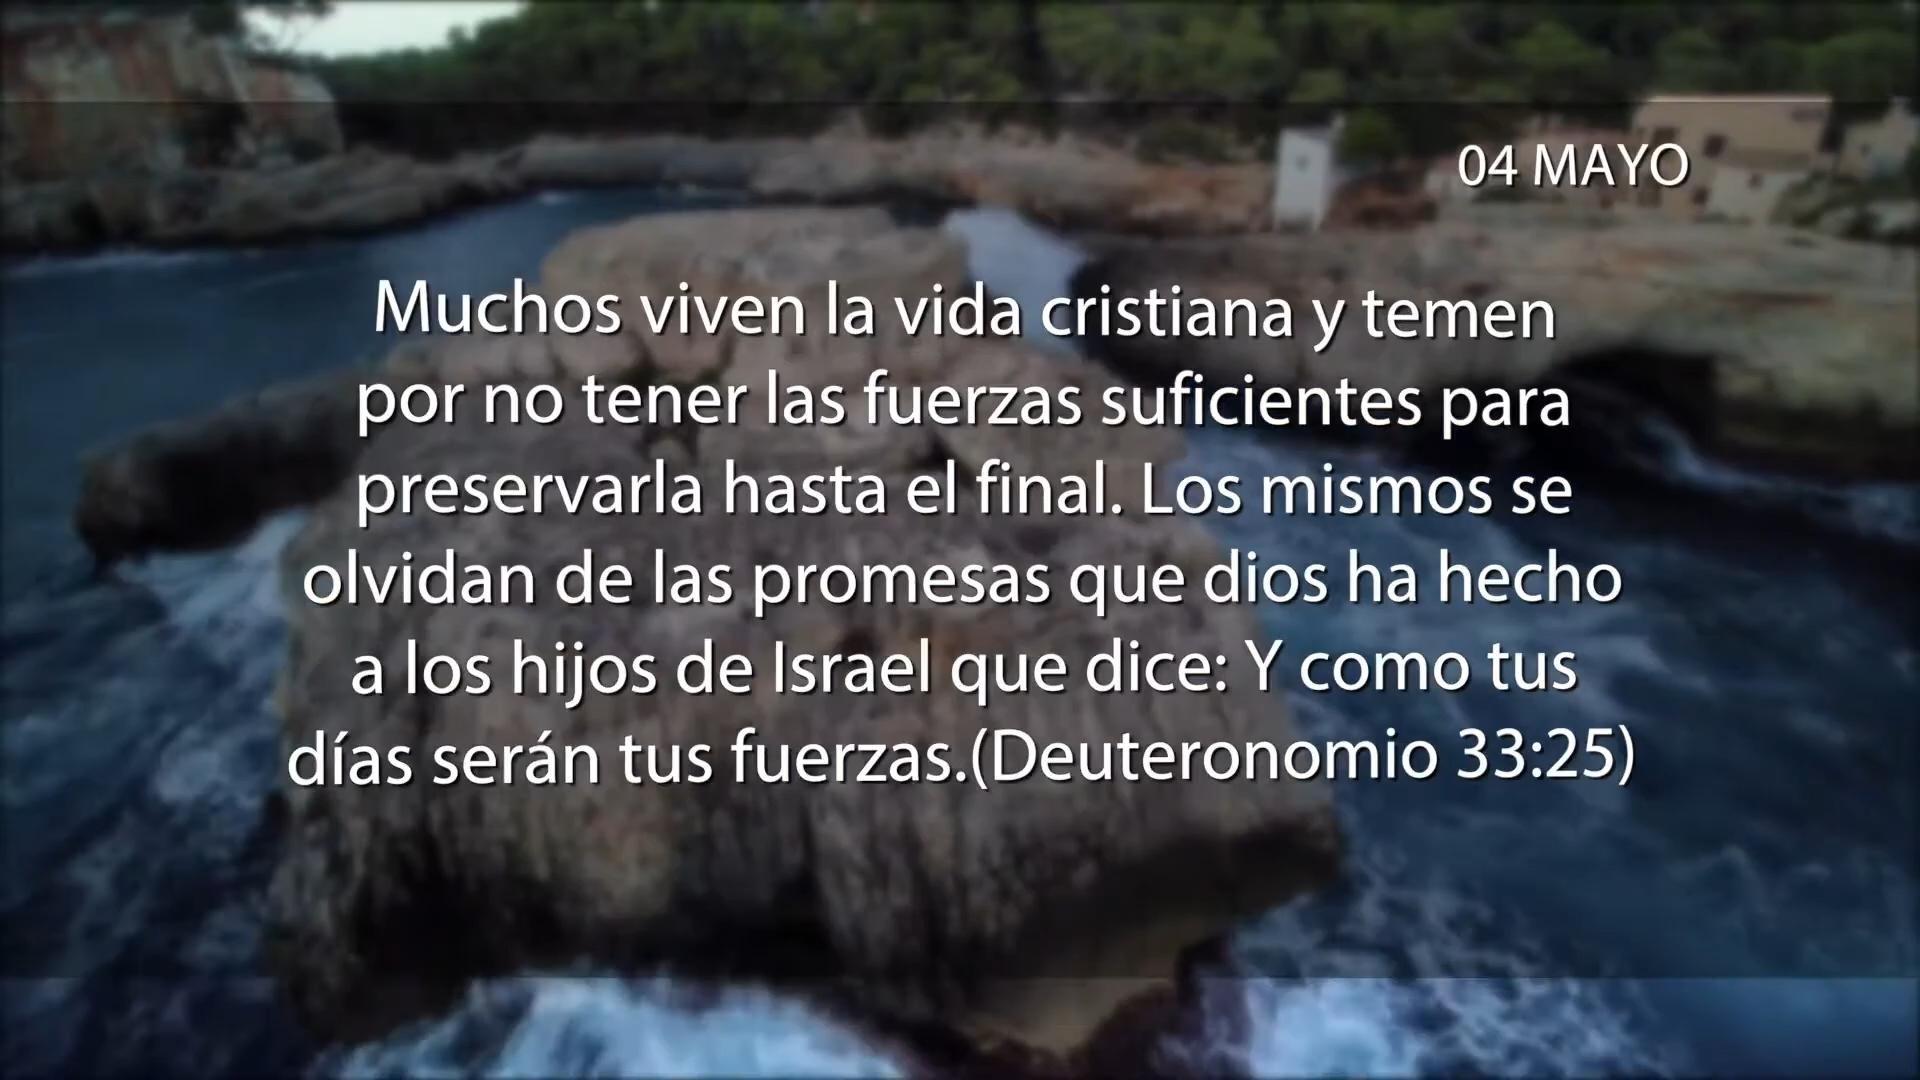 04 MAYO
Muchos viven la vida cristiana y temen
por no tener las fuerzas suficientes para
preservarla hasta el final. Los mismos se
olvidan de las promesas que dios ha hecho
a los hijos de Israel que dice: Y como tus
días serán tus fuerzas.(Deuteronomio 33:25)